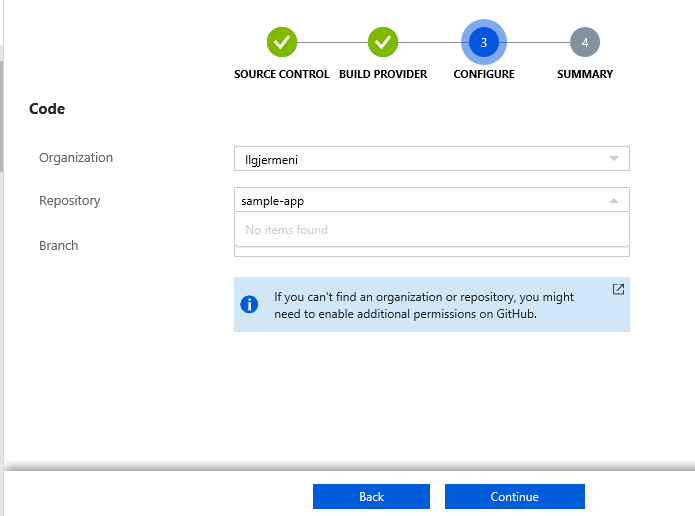 3
4
SOURCE CONTROL
BUILD PROVIDER
CONFIGURE
SUMMARY
Code
Organization
llgjermeni
Repository
sample-app
No items found
Branch
If you can't find an organization or repository, you might
need to enable additional permissions on GitHub.
Back
Continue